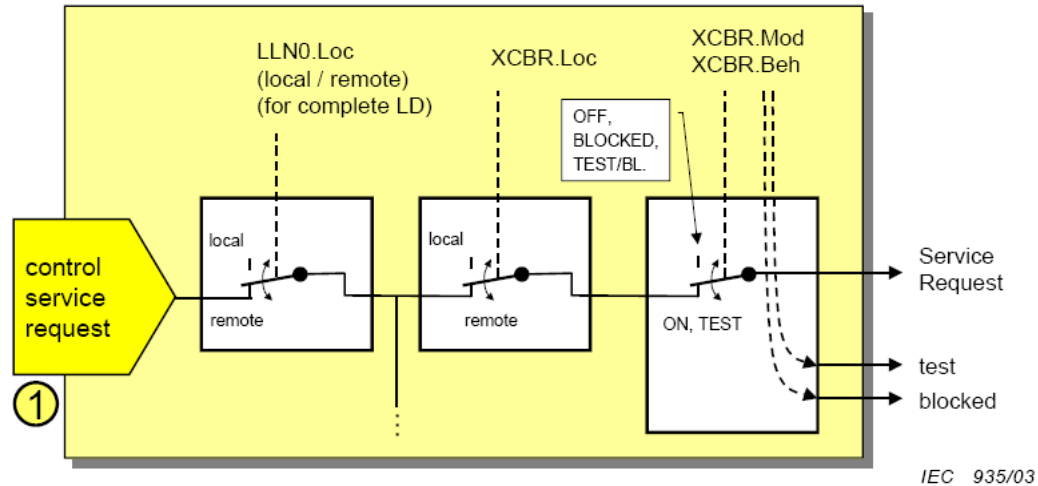 LLN0.Loc
(local / remote)
(for complete LD)
XCBR.Loc
XCBR.Mod
XCBR.Beh
OFF,
BLOCKED,
TEST/BL.
control
service
request
1
local
remote
local
remote
ON, TEST
Service
Request
test
blocked
IEC 935/03